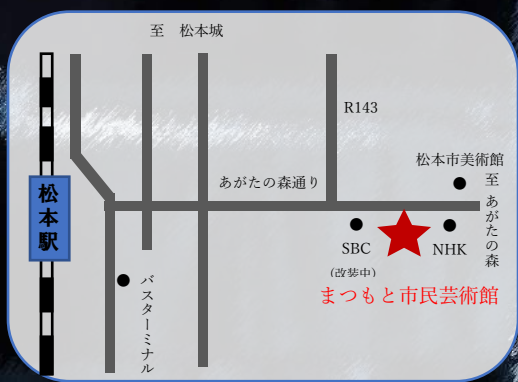 至　松本城
R143
松本市美術館
あがたの森通り
至 あがたの森
松本駅
SBC
(改装中)
NHK
バスターミナル
まつもと市民芸術館